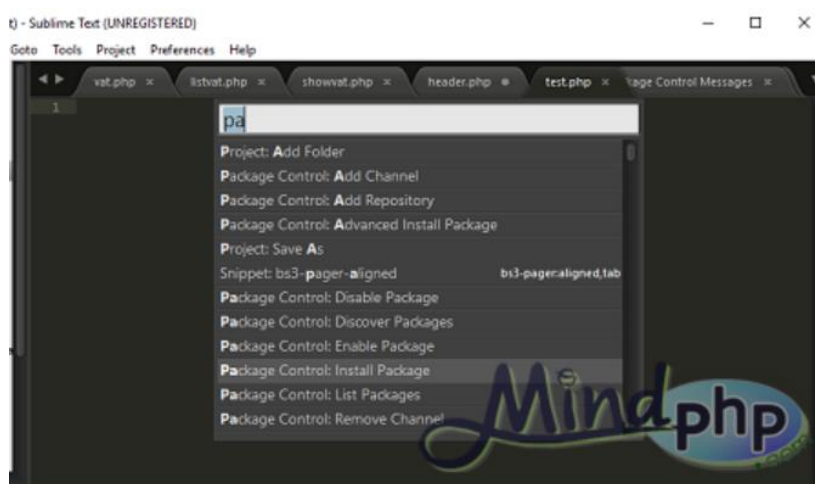 t) - Sublime Text (UNREGISTERED)
Goto Tools Project Preferences Help
vat.php × listvat.php × showvat.php × header.php test.php × kage Control Messages ×
1
pa
Project: Add Folder
Package Control: Add Channel
Package Control: Add Repository
Package Control: Advanced Install Package
Project: Save As
Snippet: bs3-pager-aligned bs3-pager:aligned,tab
Package Control: Disable Package
Package Control: Discover Packages
Package Control: Enable Package
Package Control: Install Package
Package Control: List Packages
Package Control: Remove Channel
Mindphp.com